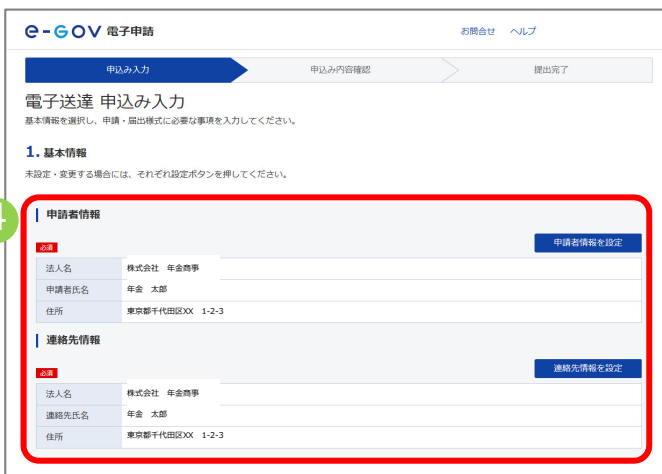 e-GOV 電子申請 お問合せ ヘルプ
申込み入力 申込み内容確認 提出完了
電子送達 申込み入力
基本情報を選択し、申請・届出様式に必要な事項を入力してください。
1. 基本情報
未設定・変更する場合には、それぞれ設定ボタンを押してください。
申請者情報
必須 申請者情報を設定
法人名 株式会社 年金商事
申請者氏名 年金 太郎
住所 東京都千代田区XX 1-2-3
連絡先情報
必須 連絡先情報を設定
法人名 株式会社 年金商事
連絡先氏名 年金 太郎
住所 東京都千代田区XX 1-2-3